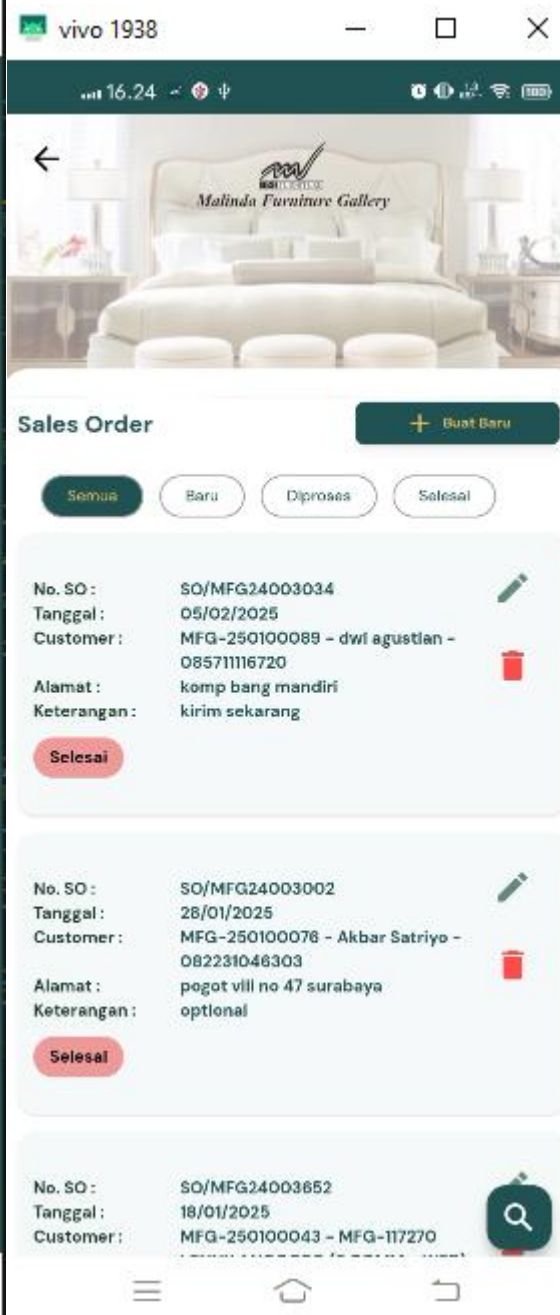 vivo 1938
16.24
Malinda Furniture Gallery
Sales Order
+ Buat Baru
Semua
Baru
Diproses
Selesai
No. SO : SO/MFG24003034
Tanggal : 05/02/2025
Customer : MFG-250100089 - dwi agustian -
085711116720
Alamat : komp bang mandiri
Keterangan : kirim sekarang
Selesai
No. SO : SO/MFG24003002
Tanggal : 28/01/2025
Customer : MFG-250100076 - Akbar Satriyo -
082231046303
Alamat : pogot viii no 47 surabaya
Keterangan : optional
Selesai
No. SO : SO/MFG24003652
Tanggal : 18/01/2025
Customer : MFG-250100043 - MFG-117270